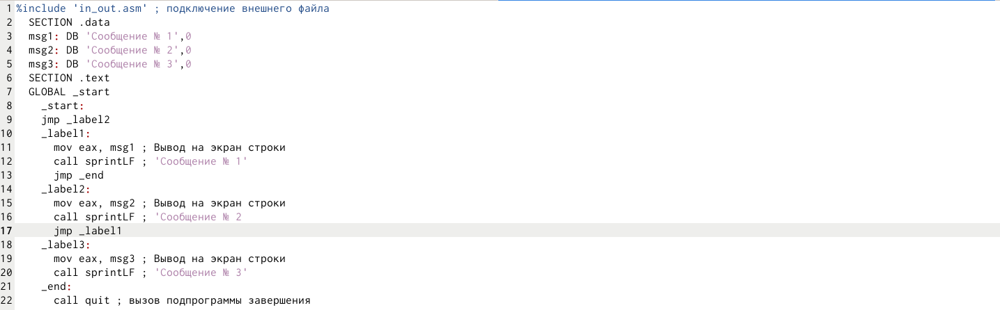 1 %include 'in_out.asm' ; подключение внешнего файла
2 SECTION .data
3 msg1: DB 'Сообщение № 1',0
4 msg2: DB 'Сообщение № 2',0
5 msg3: DB 'Сообщение № 3',0
6 SECTION .text
7 GLOBAL _start
8 _start:
9 jmp _label2
10 _label1:
11 mov eax, msg1 ; Вывод на экран строки
12 call sprintLF ; 'Сообщение № 1'
13 jmp _end
14 _label2:
15 mov eax, msg2 ; Вывод на экран строки
16 call sprintLF ; 'Сообщение № 2
17 jmp _label1
18 _label3:
19 mov eax, msg3 ; Вывод на экран строки
20 call sprintLF ; 'Сообщение № 3'
21 _end:
22 call quit ; вызов подпрограммы завершения